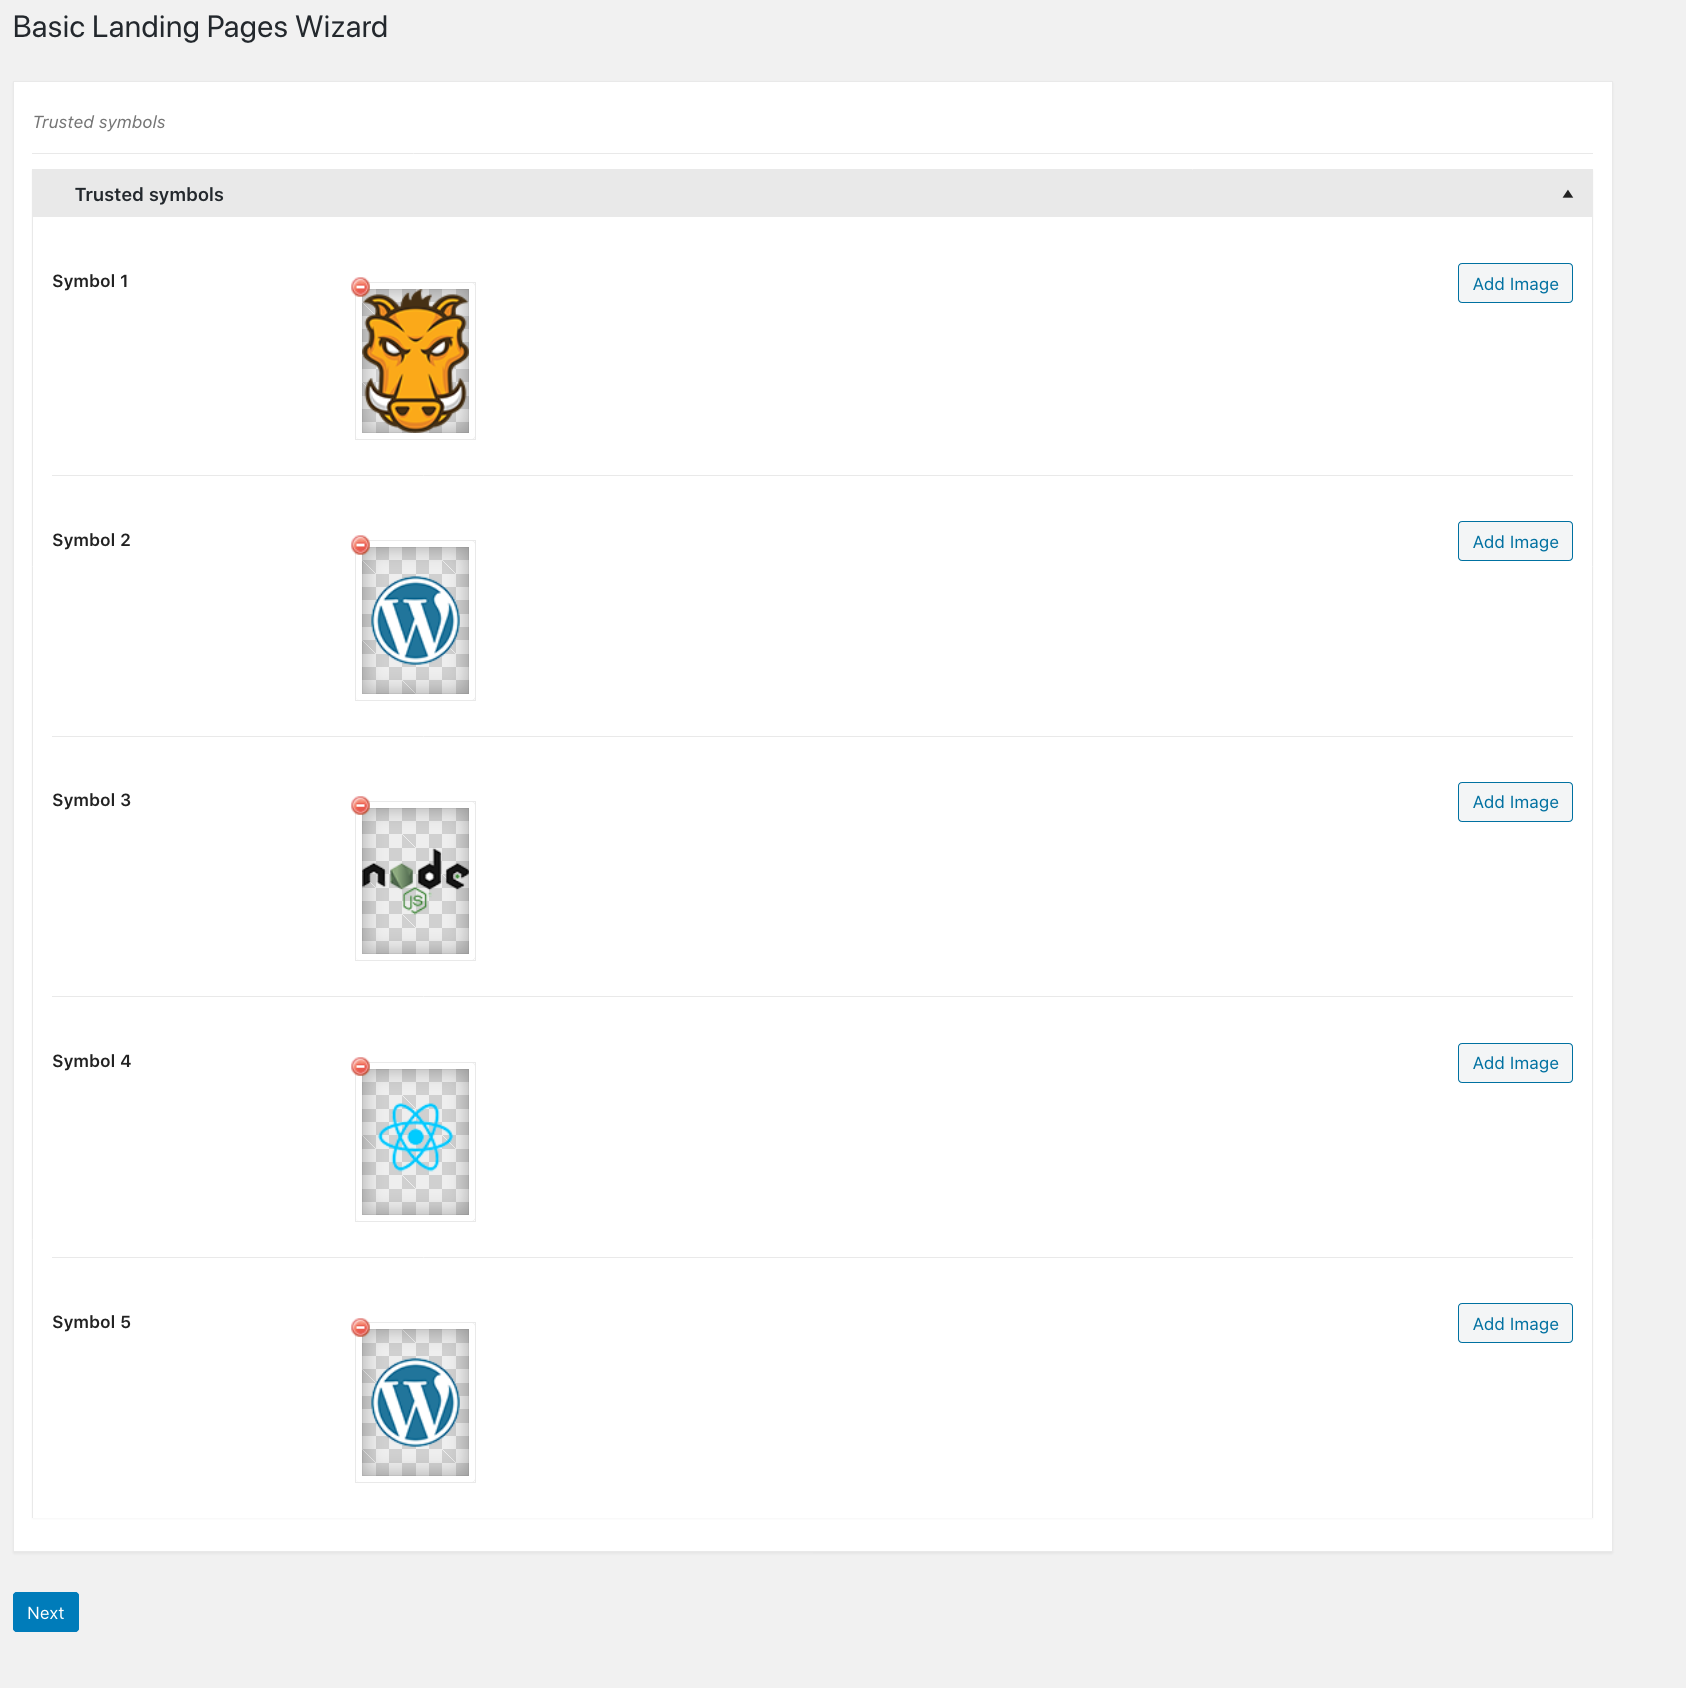 Basic Landing Pages Wizard
Trusted symbols
Trusted symbols
Symbol 1
Add Image
Symbol 2
Add Image
W
Symbol 3
Add Image
node
JS
Symbol 4
Add Image
Symbol 5
Add Image
W
Next